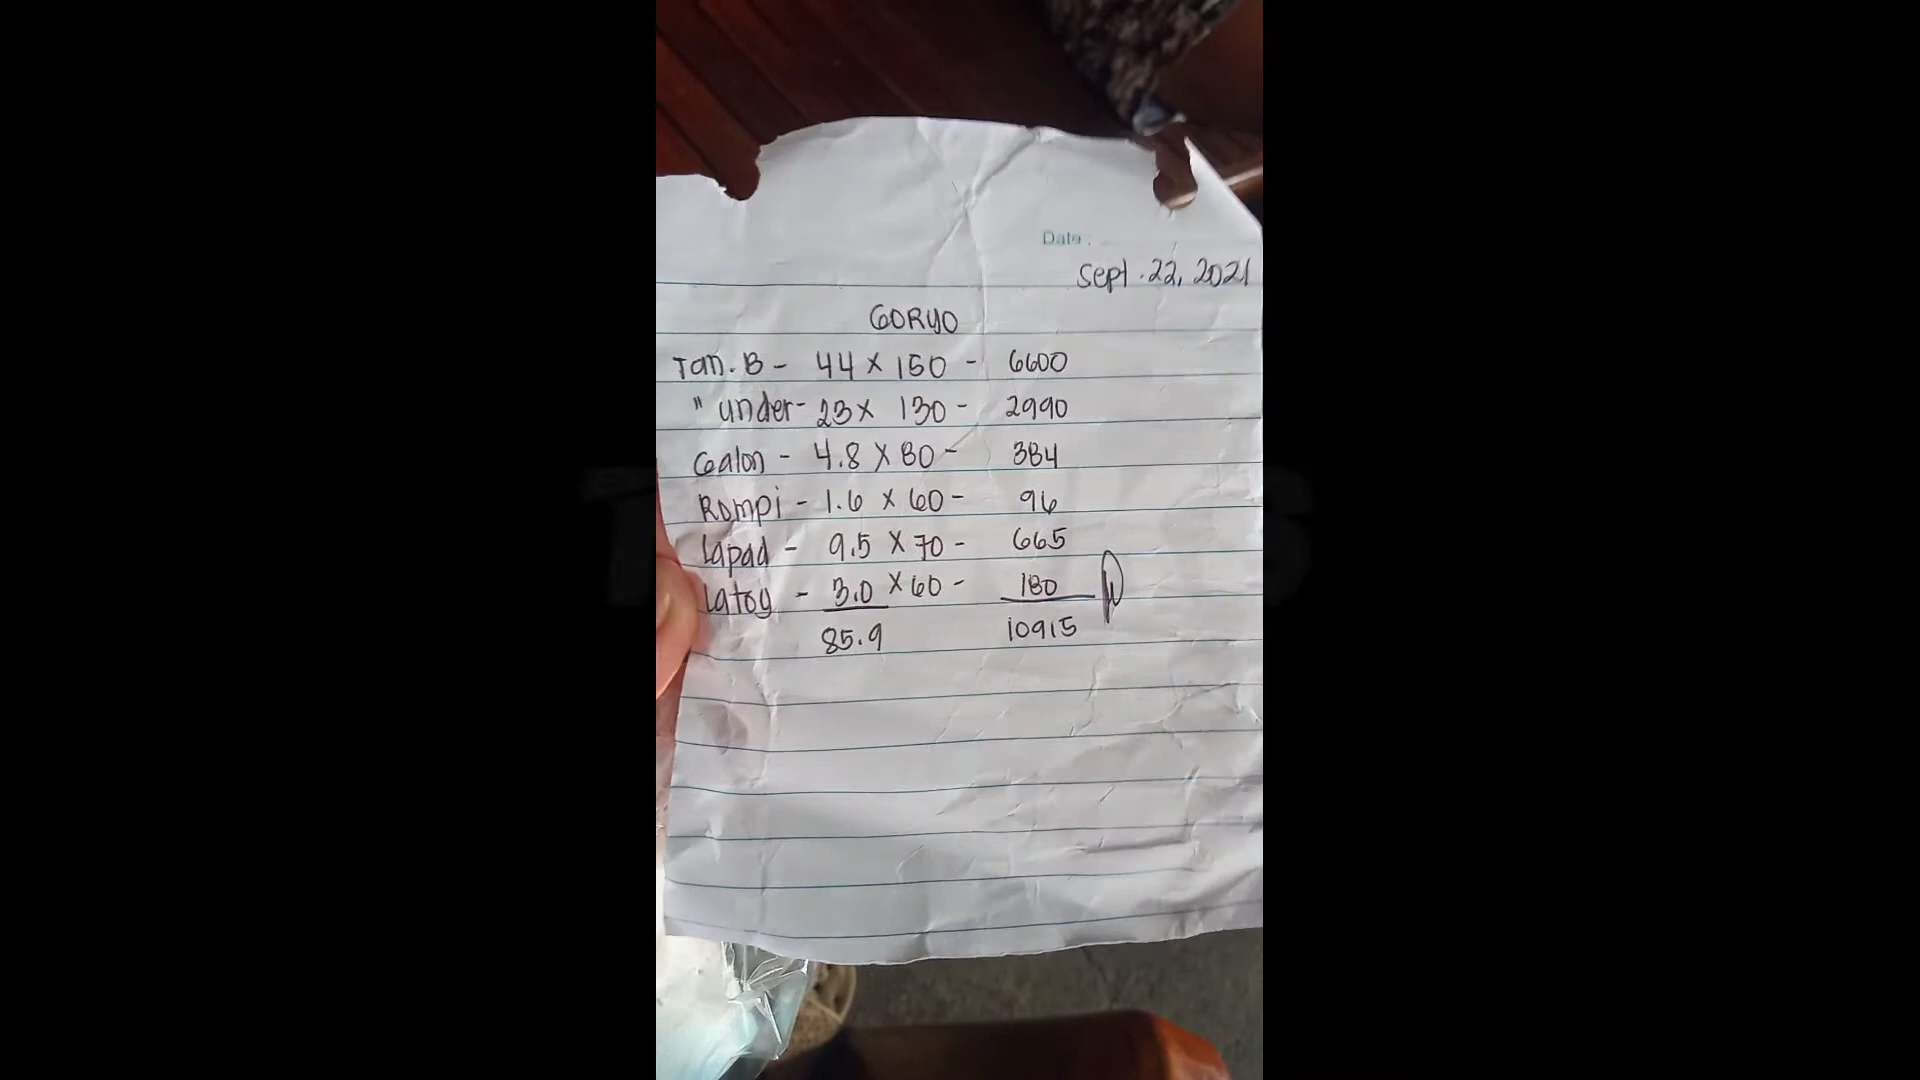 Date:
Sept. 22, 2021
GORYO
Tan. B - 44 x 150 - 6600
" under - 23 x 130 - 2990
Galon - 4.8 x 80 - 384
Rompi - 1.6 x 60 - 96
Lapad - 9.5 x 70 - 665
Latoy - 3.0 x 60 - 180
85.9 10915